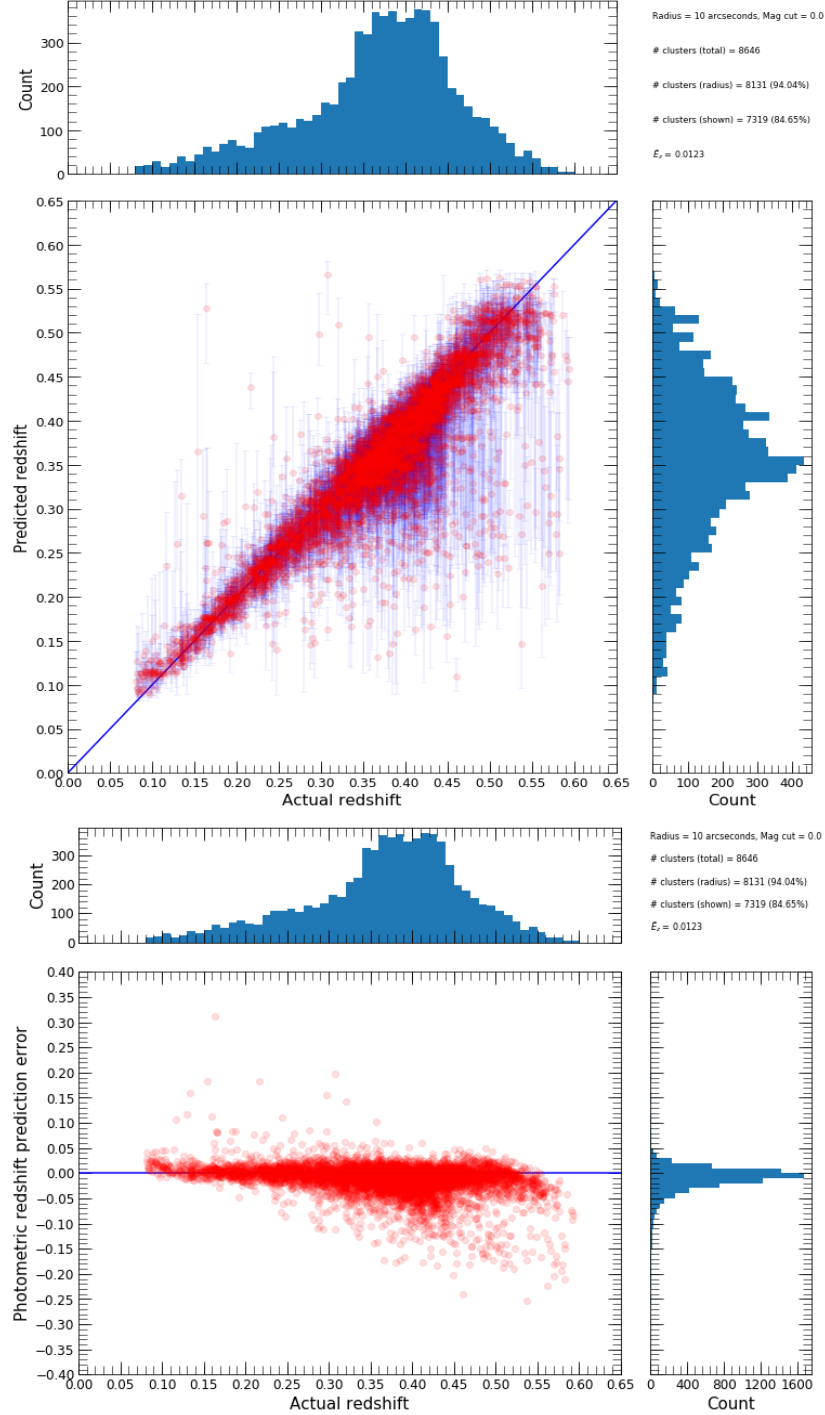 Radius = 10 arcseconds, Mag cut = 0.0
# clusters (total) = 8646
# clusters (radius) = 8131 (94.04%)
# clusters (shown) = 7319 (84.65%)
Ẽz = 0.0123
Count
300
200
100
0
Predicted redshift
0.65
0.55
0.50
0.45
0.40
0.35
0.30
0.25
0.20
0.15
0.10
0.05
0.00
0.00 0.05 0.10 0.15 0.20 0.25 0.30 0.35 0.40 0.45 0.50 0.55 0.65
Actual redshift
0 100 200 300 400
Count
Radius = 10 arcseconds, Mag cut = 0.0
# clusters (total) = 8646
# clusters (radius) = 8131 (94.04%)
# clusters (shown) = 7319 (84.65%)
Ẽz = 0.0123
Count
300
200
100
0
Photometric redshift prediction error
0.40
0.35
0.30
0.25
0.20
0.15
0.10
0.05
0.00
−0.05
−0.10
−0.15
−0.20
−0.25
−0.30
−0.35
−0.40
0.00 0.05 0.10 0.15 0.20 0.25 0.30 0.35 0.40 0.45 0.50 0.55 0.65
Actual redshift
0 400 800 1200 1600
Count